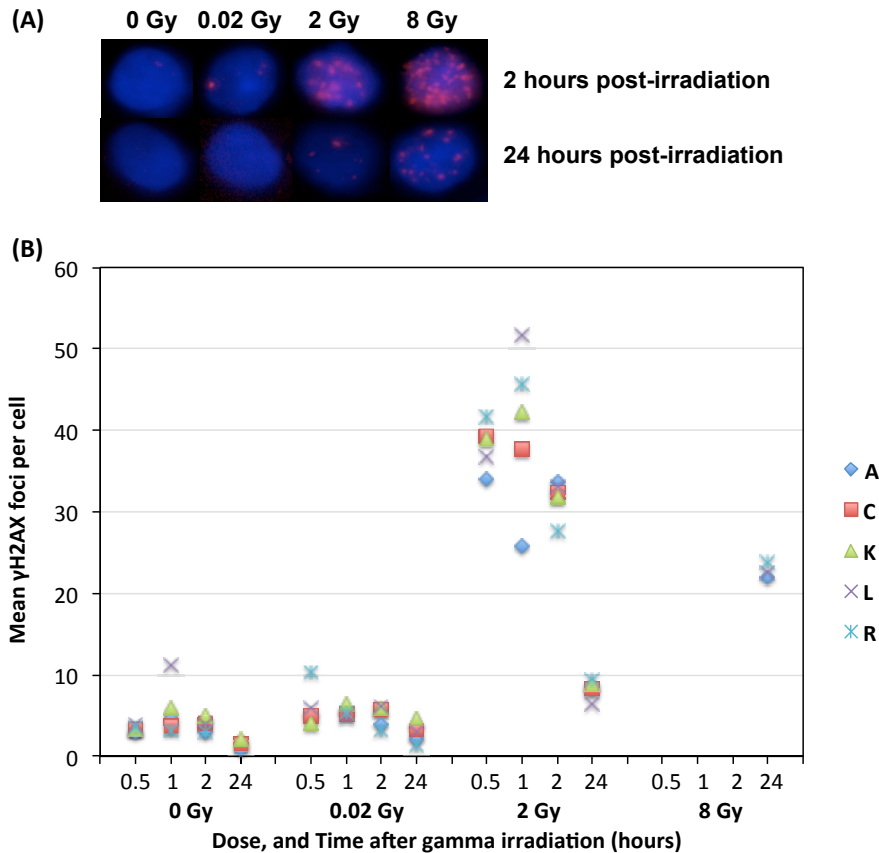 (A)
0 Gy 0.02 Gy 2 Gy 8 Gy
2 hours post-irradiation
24 hours post-irradiation
(B)
60
50
40
30
20
10
0
Mean γH2AX foci per cell
A
C
K
L
R
0.5 1 2 24 0.5 1 2 24 0.5 1 2 24 0.5 1 2 24
0 Gy 0.02 Gy 2 Gy 8 Gy
Dose, and Time after gamma irradiation (hours)